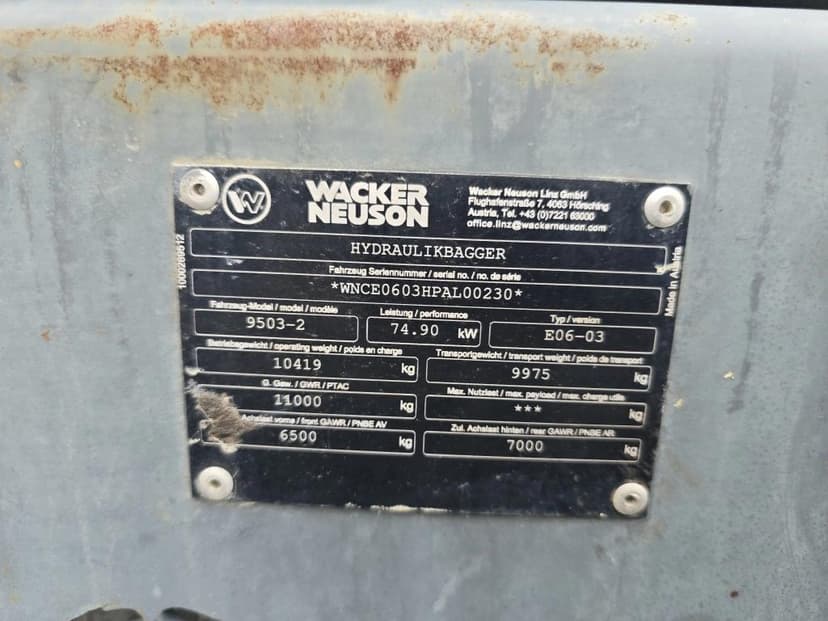 W
WACKER
NEUSON
Wacker Neuson Linz GmbH
Flughafenstraße 7, 4063 Hörsching
Austria, Tel. +43 (0)7221 63000
office.linz@wackerneuson.com
1000289612
HYDRAULIKBAGGER
Made in Austria
Fahrzeug Seriennummer / serial no. / no. de série
*WNCE0603HPAL00230*
Fahrzeug-Model / model / modèle
Leistung / performance
Typ / version
9503-2
74.90 kW
E06-03
Betriebsgewicht / operating weight / poids en charge
Transportgewicht / transport weight / poids de transport
10419 kg
9975 kg
G. Gew. / GWR / PTAC
Max. Nutzlast / max. payload / max. charge utile
11000 kg
*** kg
Achslast vorne / front GAWR / PNBE AV
Zul. Achslast hinten / rear GAWR / PNBE AR
6500 kg
7000 kg